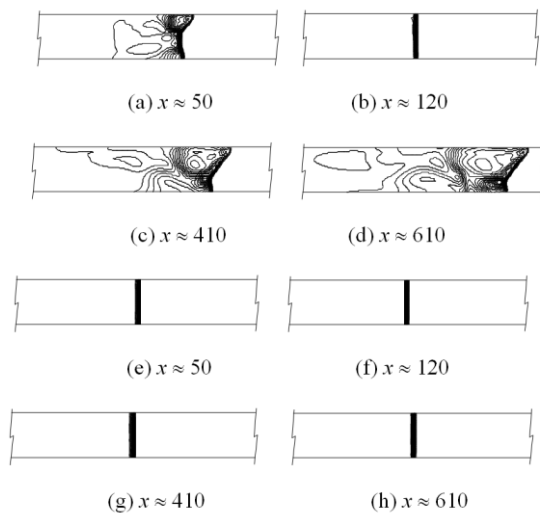 (a) x ≈ 50
(b) x ≈ 120
(c) x ≈ 410
(d) x ≈ 610
(e) x ≈ 50
(f) x ≈ 120
(g) x ≈ 410
(h) x ≈ 610